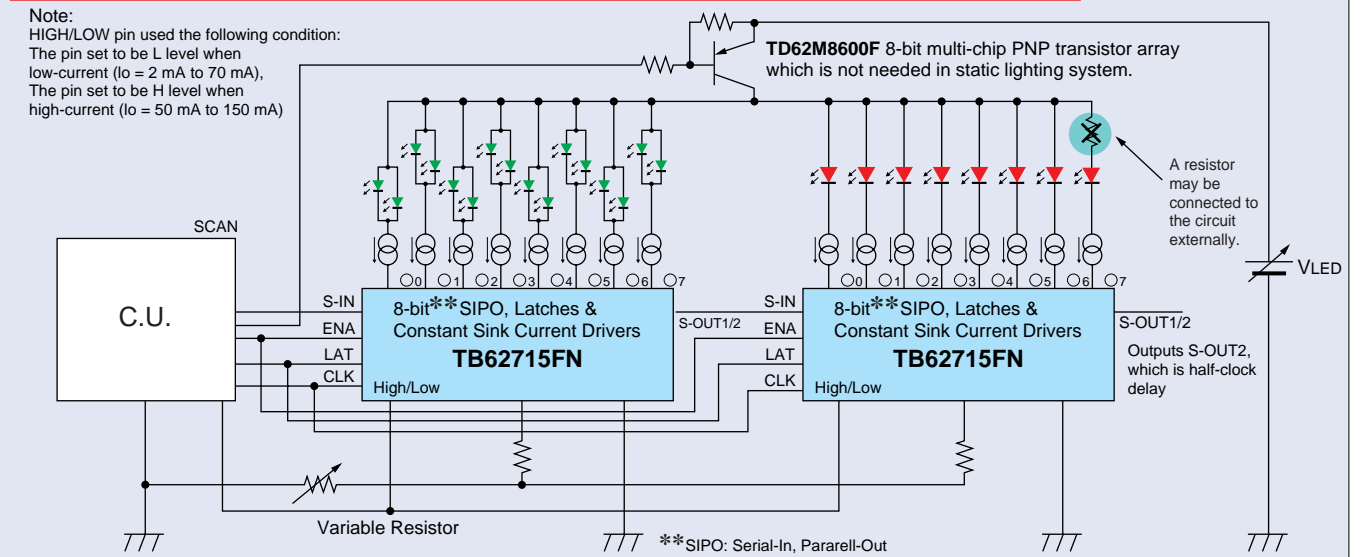 Note:
HIGH/LOW pin used the following condition:
The pin set to be L level when
low-current (Io = 2 mA to 70 mA),
The pin set to be H level when
high-current (Io = 50 mA to 150 mA)
TD62M8600F 8-bit multi-chip PNP transistor array
which is not needed in static lighting system.
A resistor
may be
connected to
the circuit
externally.
VLED
SCAN
C.U.
S-IN
ENA
LAT
CLK
0 1 2 3 4 5 6 7
8-bit**SIPO, Latches &
Constant Sink Current Drivers
TB62715FN
High/Low
S-OUT1/2
S-IN
ENA
LAT
CLK
0 1 2 3 4 5 6 7
8-bit**SIPO, Latches &
Constant Sink Current Drivers
TB62715FN
High/Low
S-OUT1/2
Outputs S-OUT2,
which is half-clock
delay
Variable Resistor
**SIPO: Serial-In, Pararell-Out